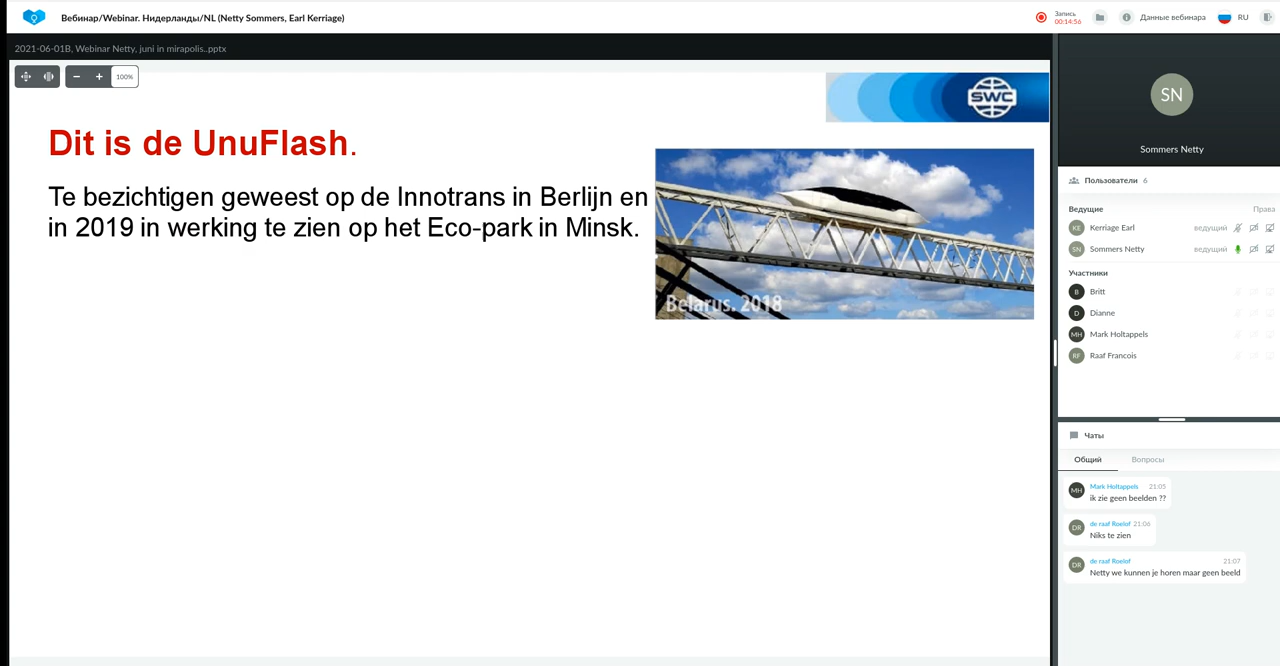 Вебинар/Webinar. Нидерланды/NL (Netty Sommers, Earl Kerriage)
Запись
00:14:56
Данные вебинара
RU
2021-06-01B, Webinar Netty, juni in mirapolis..pptx
100%
SWC
Dit is de UnuFlash.
Te bezichtigen geweest op de Innotrans in Berlijn en
in 2019 in werking te zien op het Eco-park in Minsk.
Belarus. 2018
SN
Sommers Netty
Пользователи 6
Ведущие Права
KE Kerriage Earl ведущий
SN Sommers Netty ведущий
Участники
B Britt
D Dianne
MH Mark Holtappels
RF Raaf Francois
Чаты
Общий Вопросы
MH Mark Holtappels 21:05
ik zie geen beelden ??
DR de raaf Roelof 21:06
Niks te zien
DR de raaf Roelof 21:07
Netty we kunnen je horen maar geen beeld